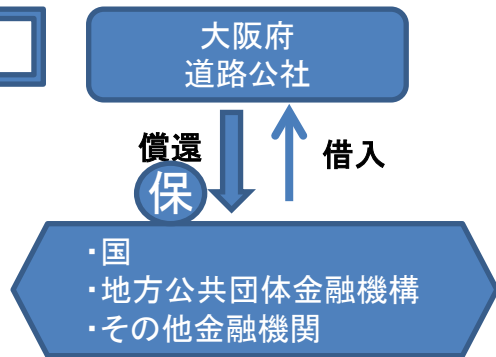 大阪府
道路公社
償還
借入
保
・国
・地方公共団体金融機構
・その他金融機関